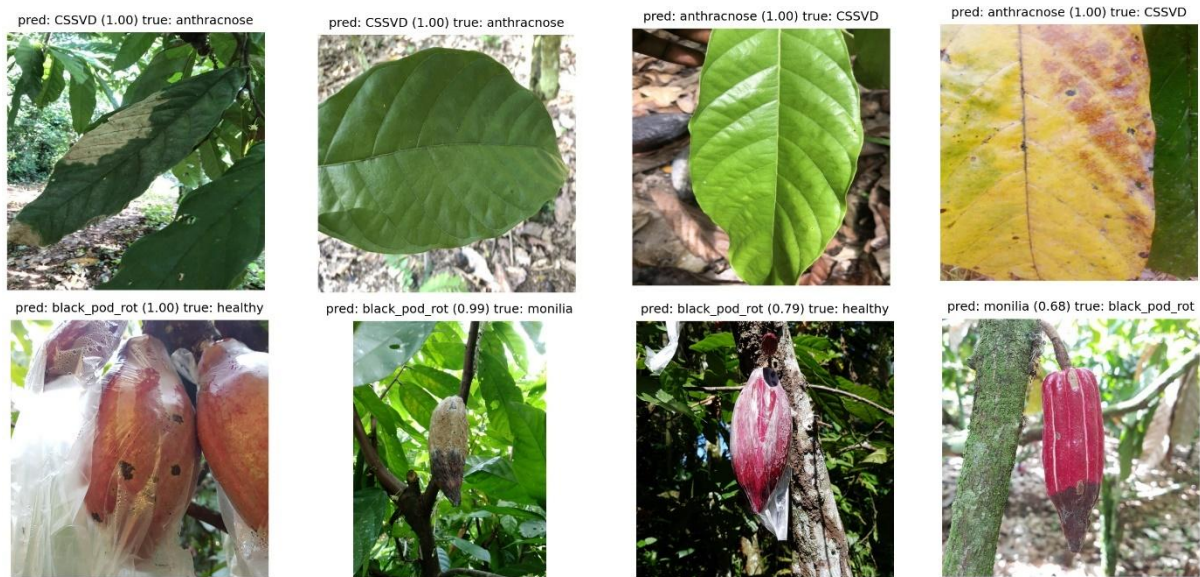 pred: CSSVD (1.00) true: anthracnose
pred: CSSVD (1.00) true: anthracnose
pred: anthracnose (1.00) true: CSSVD
pred: anthracnose (1.00) true: CSSVD
pred: black_pod_rot (1.00) true: healthy
pred: black_pod_rot (0.99) true: monilia
pred: black_pod_rot (0.79) true: healthy
pred: monilia (0.68) true: black_pod_rot